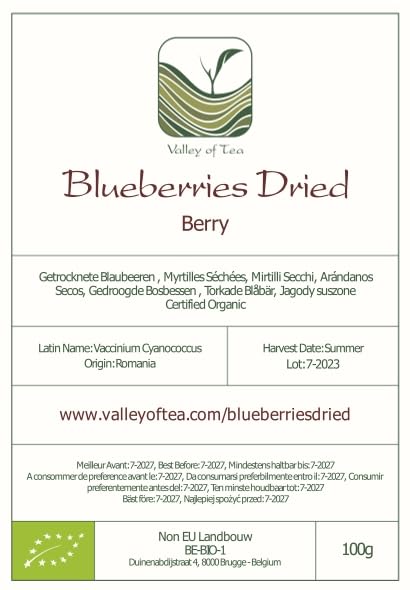 Valley of Tea
Blueberries Dried
Berry
Getrocknete Blaubeeren , Myrtilles Séchées, Mirtilli Secchi, Arándanos
Secos, Gedroogde Bosbessen , Torkade Blåbär, Jagody suszone
Certified Organic
Latin Name:Vaccinium Cyanococcus
Origin:Romania
Harvest Date:Summer
Lot:7-2023
www.valleyoftea.com/blueberriesdried
Meilleur Avant:7-2027, Best Before:7-2027, Mindestens haltbar bis:7-2027
A consommer de preference avant le:7-2027, Da consumarsi preferbilmente entro il:7-2027, Consumir
preferentemente antes del:7-2027, Ten minste houdbaar tot:7-2027
Bäst före:7-2027, Najlepiej spożyć przed:7-2027
Non EU Landbouw
BE-BIO-1
Duinenabdijstraat 4, 8000 Brugge - Belgium
100g